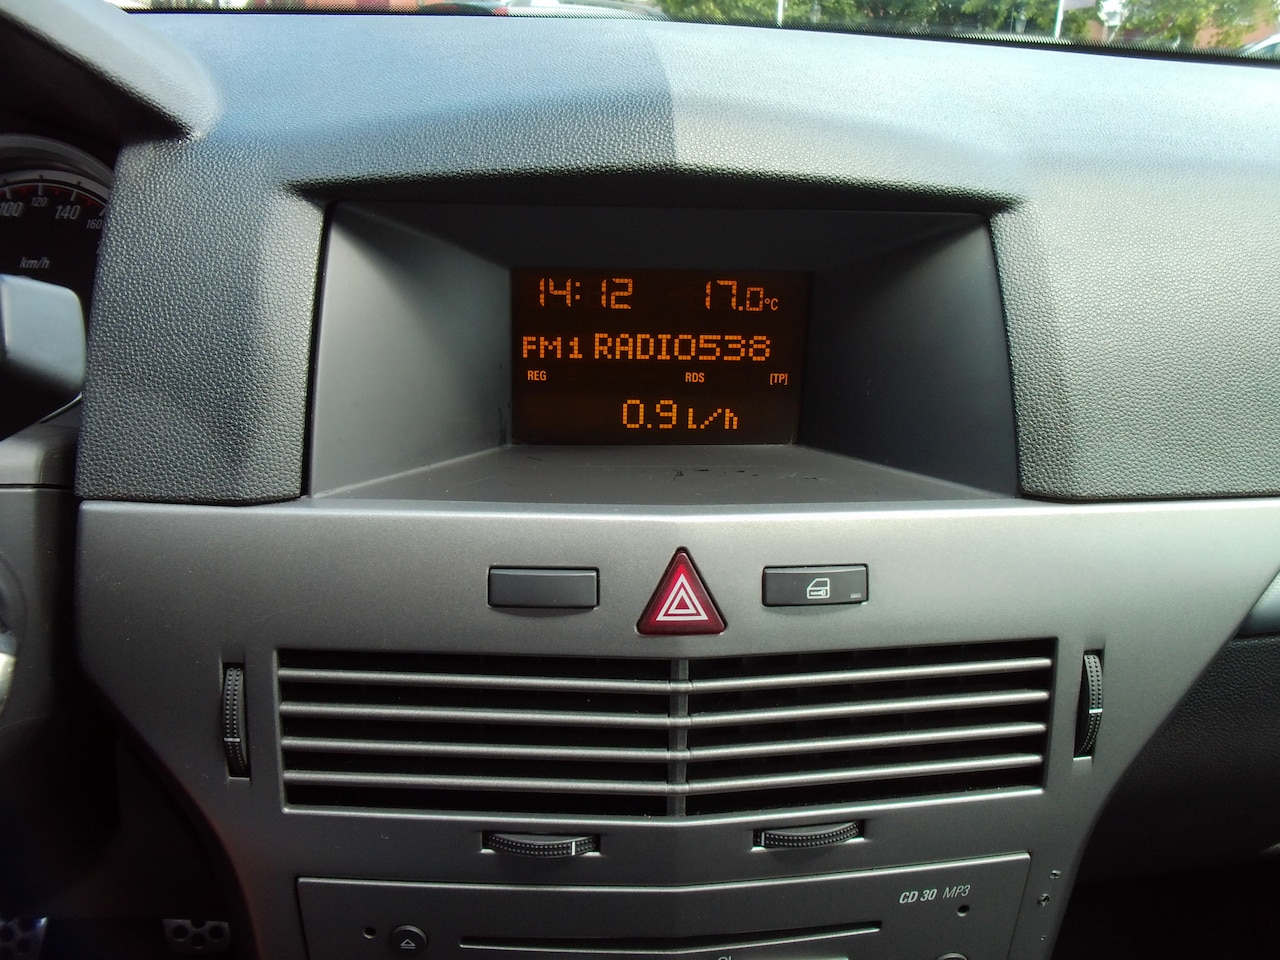 100 120 140 160
km/h
14:12 17.0°C
FM1 RADIO538
REG RDS [TP]
0.9 L/h
CD 30 MP3